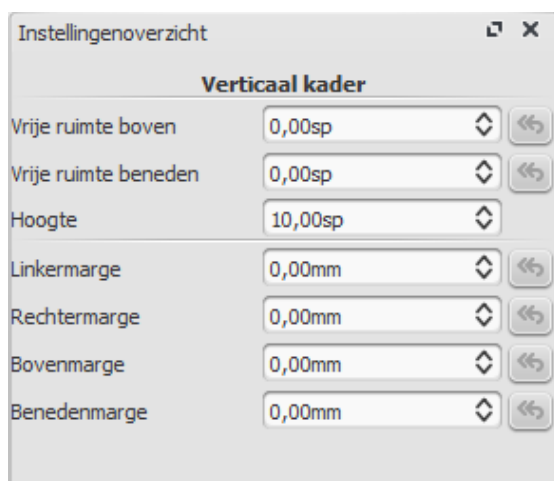 Instellingenoverzicht
Verticaal kader
Vrije ruimte boven 0,00sp
Vrije ruimte beneden 0,00sp
Hoogte 10,00sp
Linkermarge 0,00mm
Rechtermarge 0,00mm
Bovenmarge 0,00mm
Benedenmarge 0,00mm